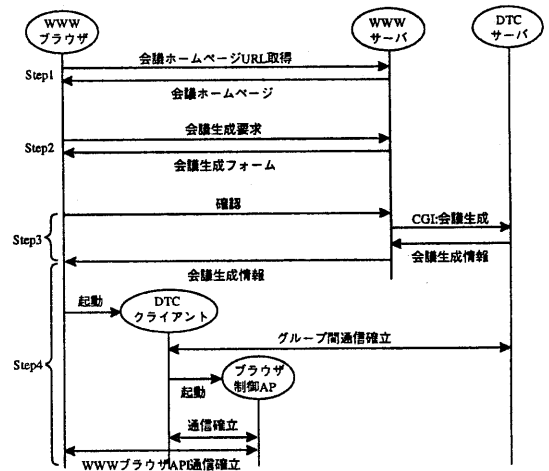 WWW
ブラウザ
WWW
サーバ
DTC
サーバ
会議ホームページURL取得
Step1
会議ホームページ
会議生成要求
Step2
会議生成フォーム
確認
CGI:会議生成
Step3
会議生成情報
会議生成情報
起動
DTC
クライアント
グループ間通信確立
Step4
ブラウザ
制御AP
起動
通信確立
WWWブラウザAPI通信確立